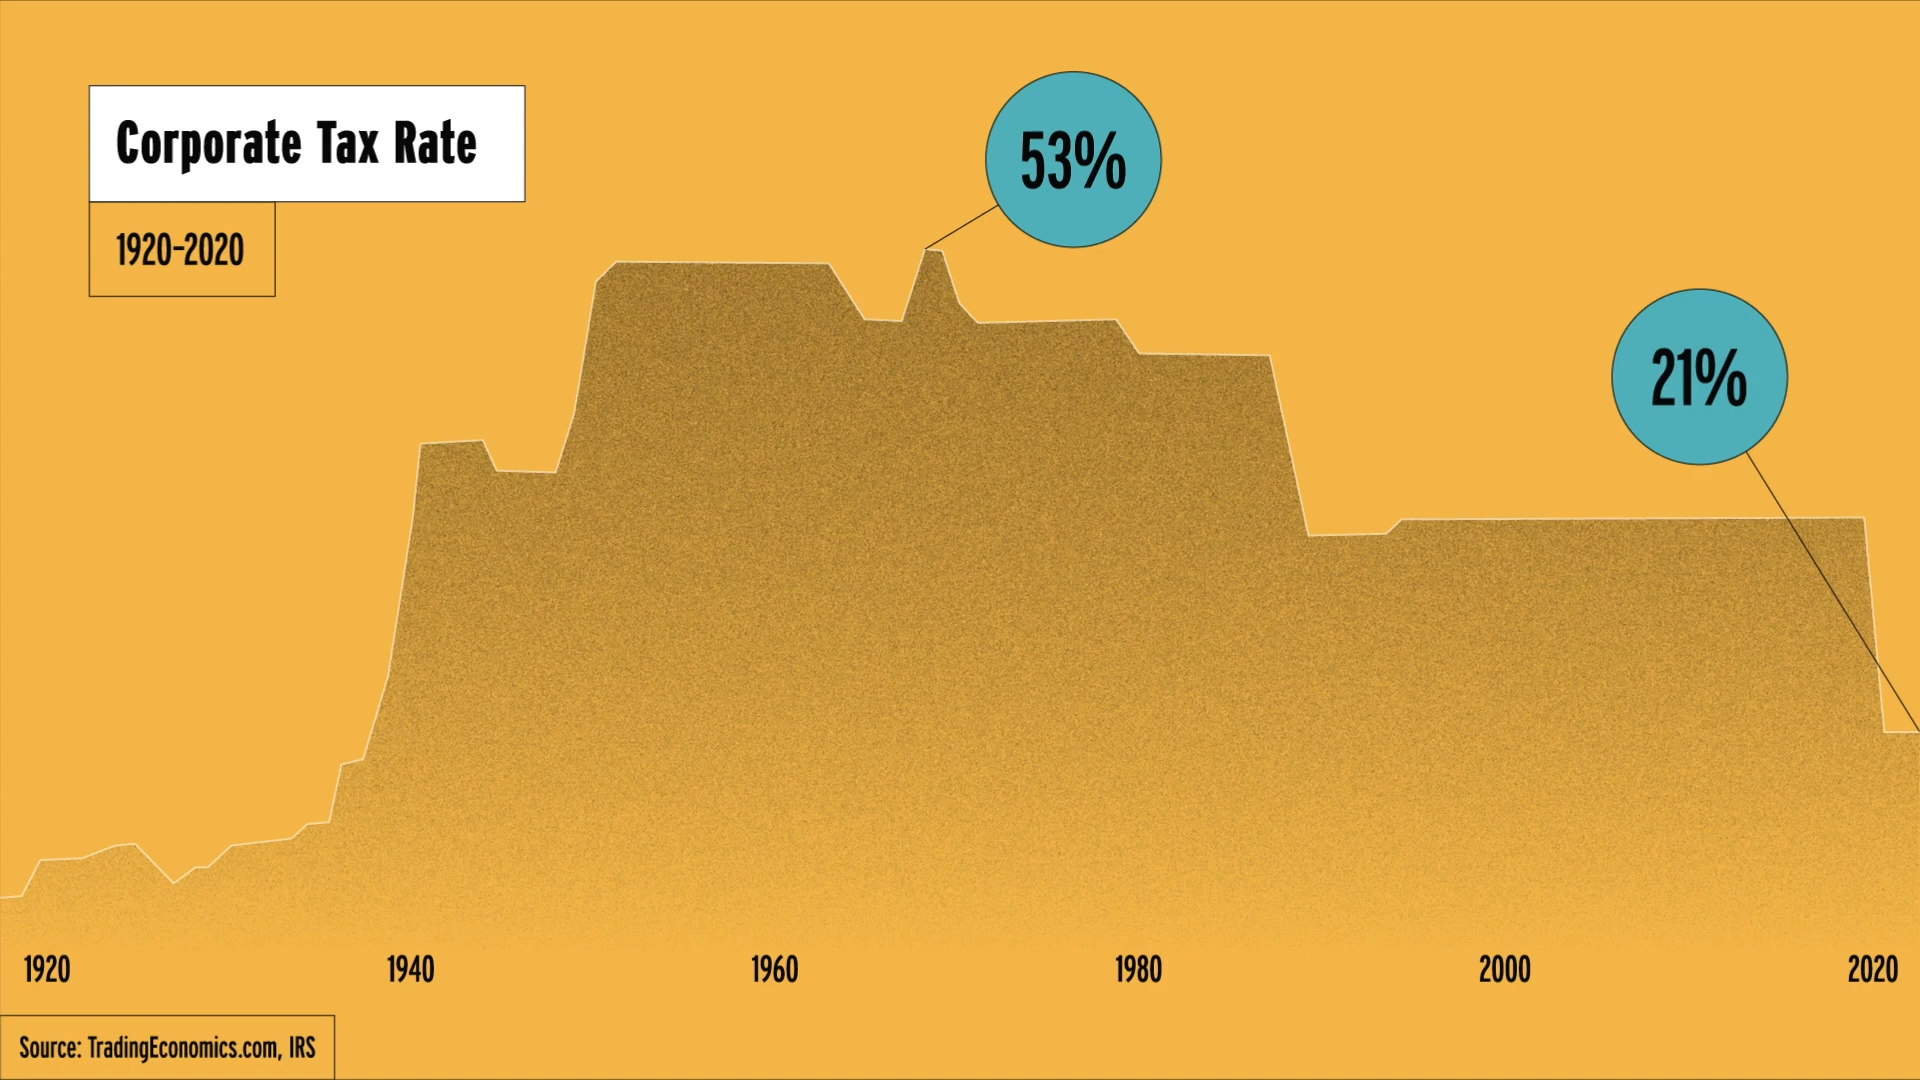 Corporate Tax Rate
1920-2020
53%
21%
1920 1940 1960 1980 2000 2020
Source: TradingEconomics.com, IRS